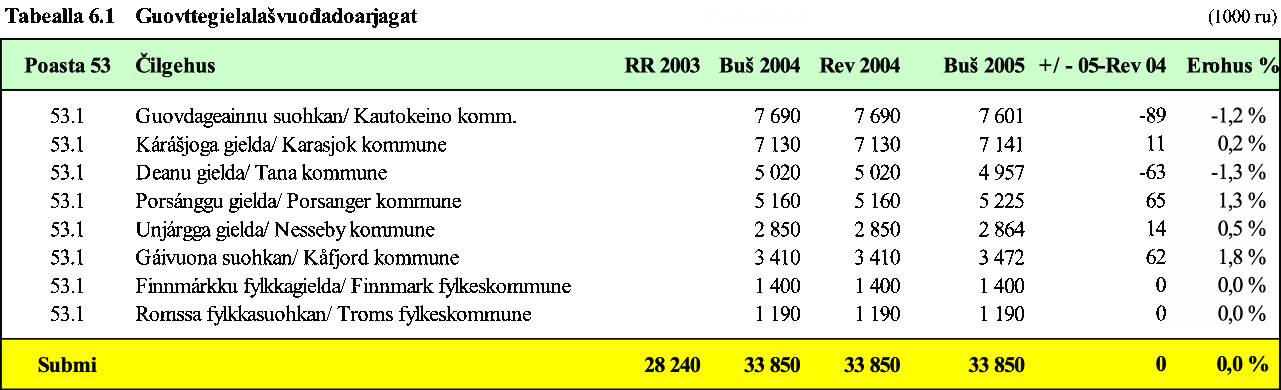 Tabealla 6.1 Guovttegielalašvuođadoarjagat (1000 ru)
Poasta 53 Čilgehus RR 2003 Buš 2004 Rev 2004 Buš 2005 +/ - 05-Rev 04 Erohus %
53.1 Guovdageainnu suohkan/ Kautokeino komm. 7 690 7 690 7 601 -89 -1,2 %
53.1 Kárášjoga gielda/ Karasjok kommune 7 130 7 130 7 141 11 0,2 %
53.1 Deanu gielda/ Tana kommune 5 020 5 020 4 957 -63 -1,3 %
53.1 Porsánggu gielda/ Porsanger kommune 5 160 5 160 5 225 65 1,3 %
53.1 Unjárgga gielda/ Nesseby kommune 2 850 2 850 2 864 14 0,5 %
53.1 Gáivuona suohkan/ Kåfjord kommune 3 410 3 410 3 472 62 1,8 %
53.1 Finnmárkku fylkkagielda/ Finnmark fylkeskommune 1 400 1 400 1 400 0 0,0 %
53.1 Romssa fylkkasuohkan/ Troms fylkeskommune 1 190 1 190 1 190 0 0,0 %
Submi 28 240 33 850 33 850 33 850 0 0,0 %